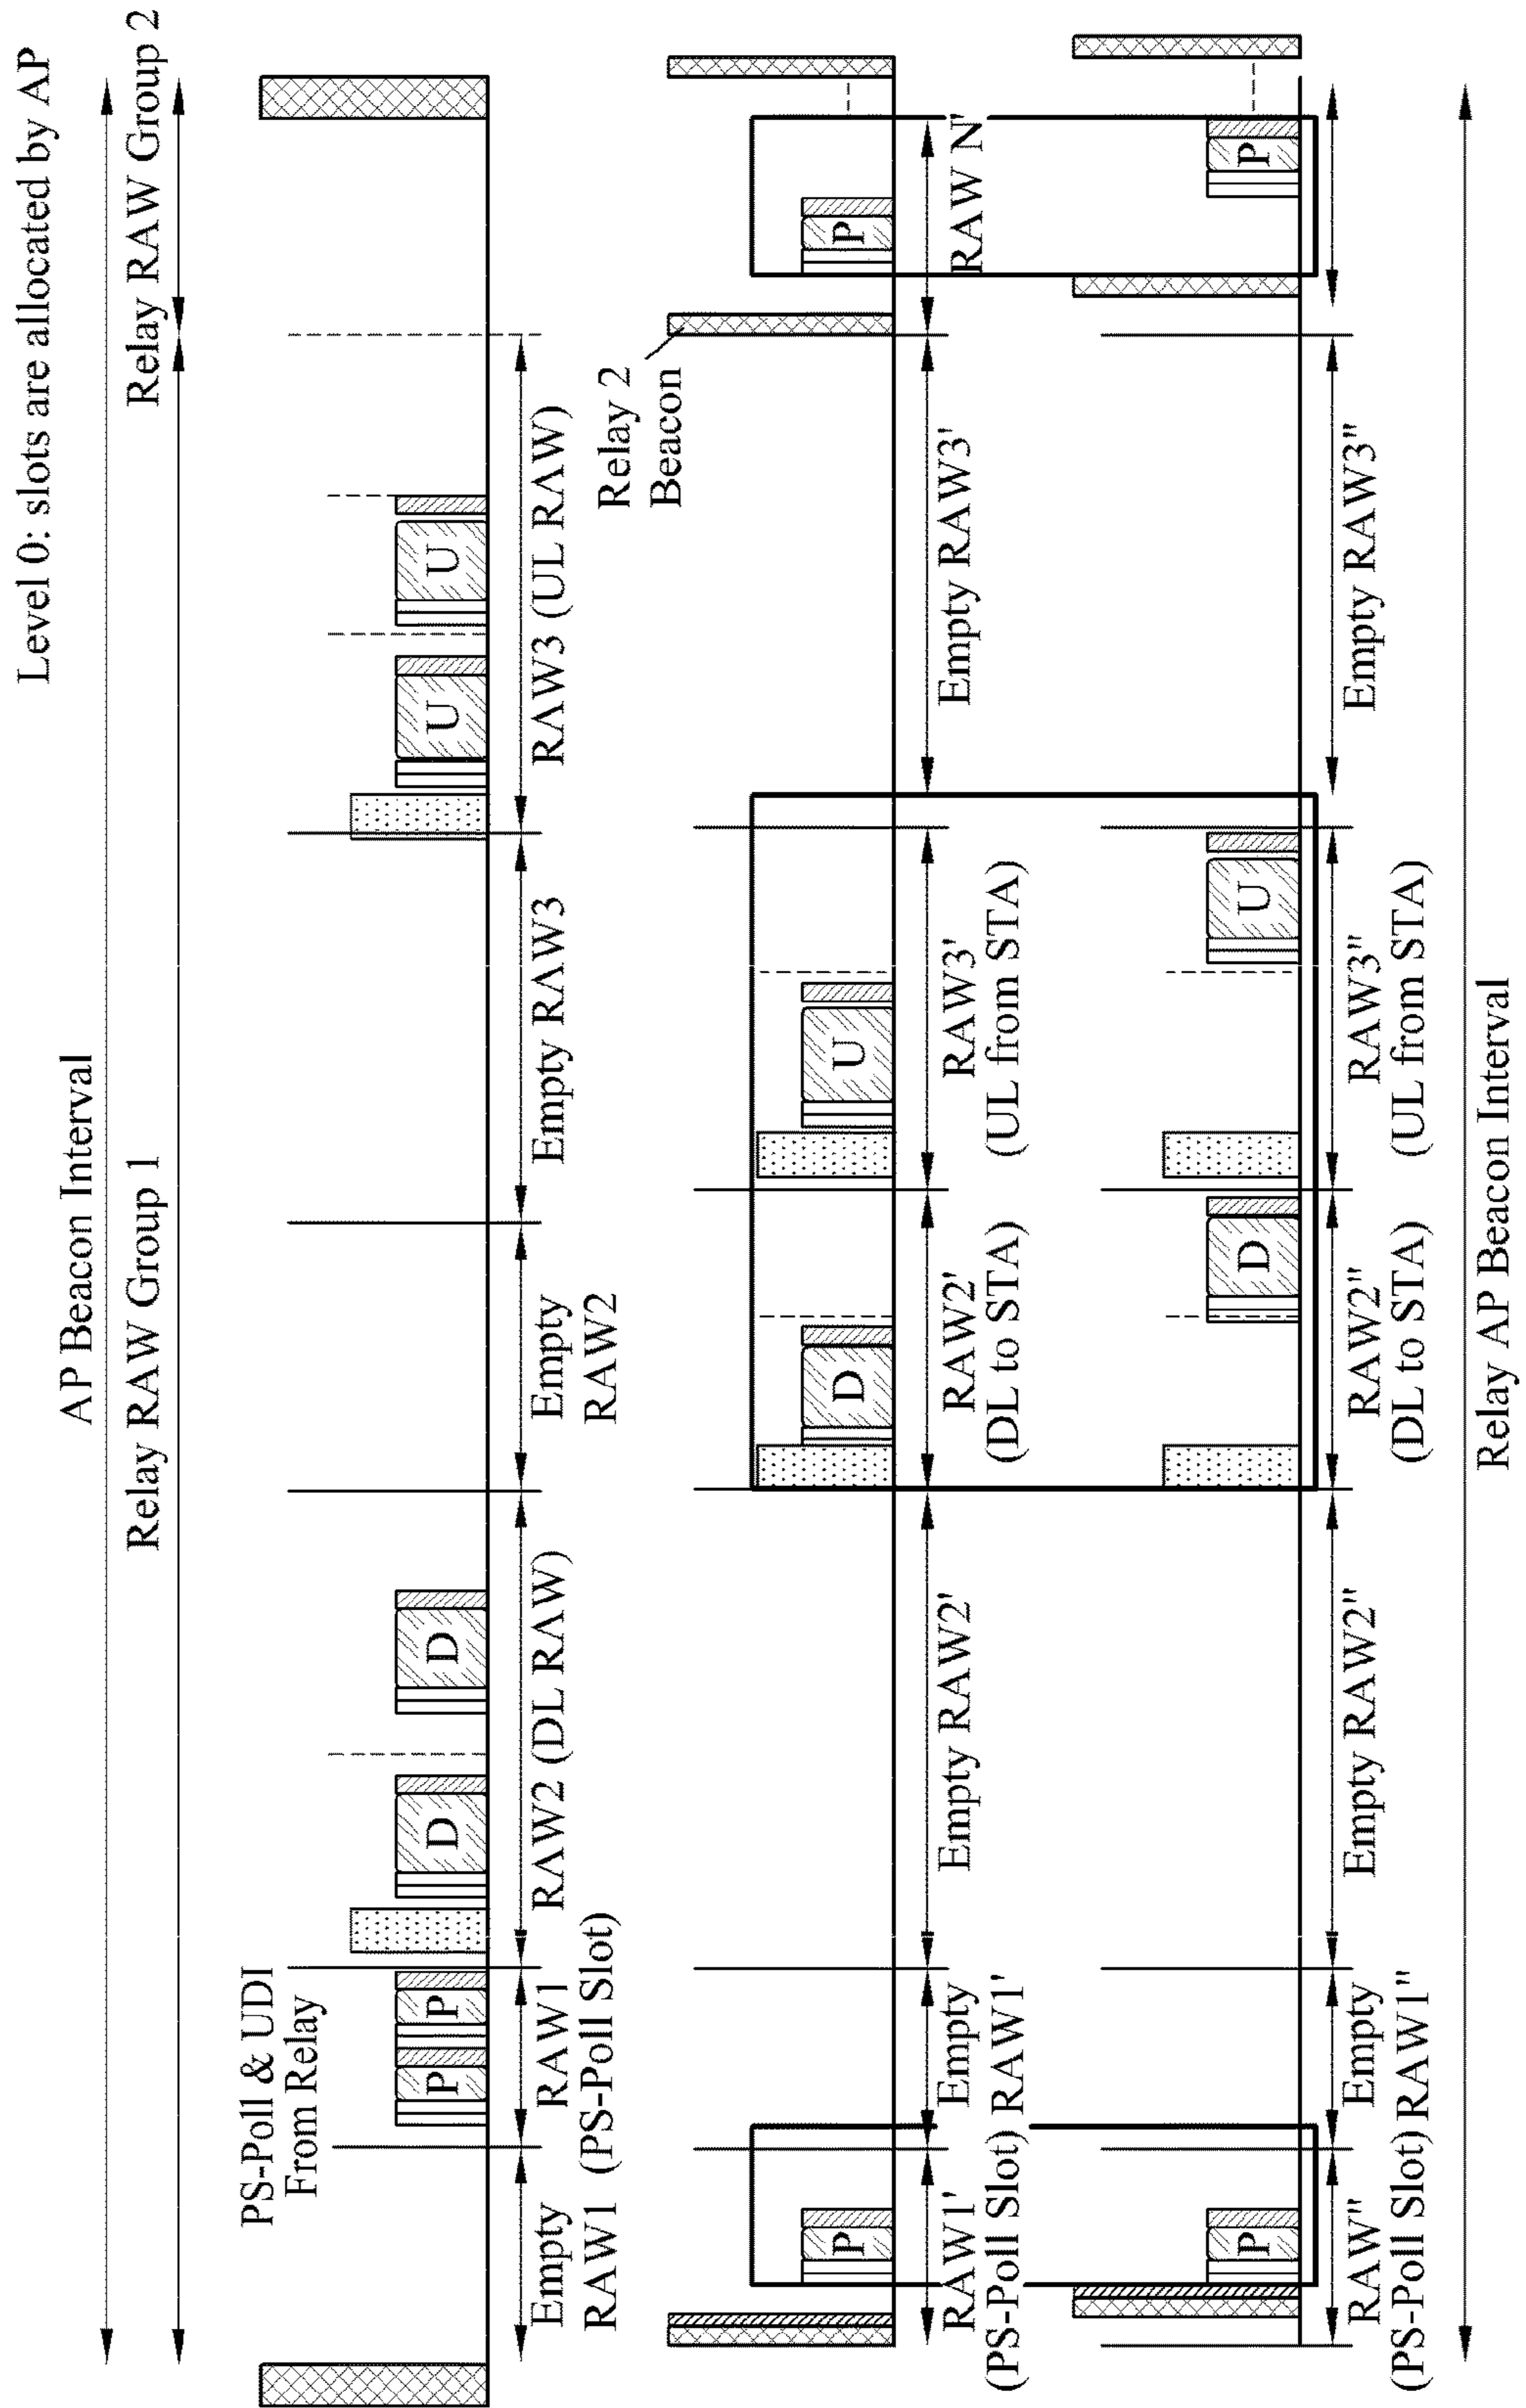 Level 0: slots are allocated by AP
AP Beacon Interval
Relay RAW Group 1
Relay RAW Group 2
PS-Poll & UDI
From Relay
P
P
D
D
U
U
Empty
RAW1
RAW1
(PS-Poll Slot)
RAW2 (DL RAW)
Empty
RAW2
Empty RAW3
RAW3 (UL RAW)
Relay 2
Beacon
P
D
U
P
RAW1'
(PS-Poll Slot)
Empty
RAW1'
Empty RAW2'
RAW2'
(DL to STA)
RAW3'
(UL from STA)
Empty RAW3'
RAW N'
P
D
U
P
RAW"
(PS-Poll Slot)
Empty
RAW1"
Empty RAW2"
RAW2"
(DL to STA)
RAW3"
(UL from STA)
Empty RAW3"
Relay AP Beacon Interval